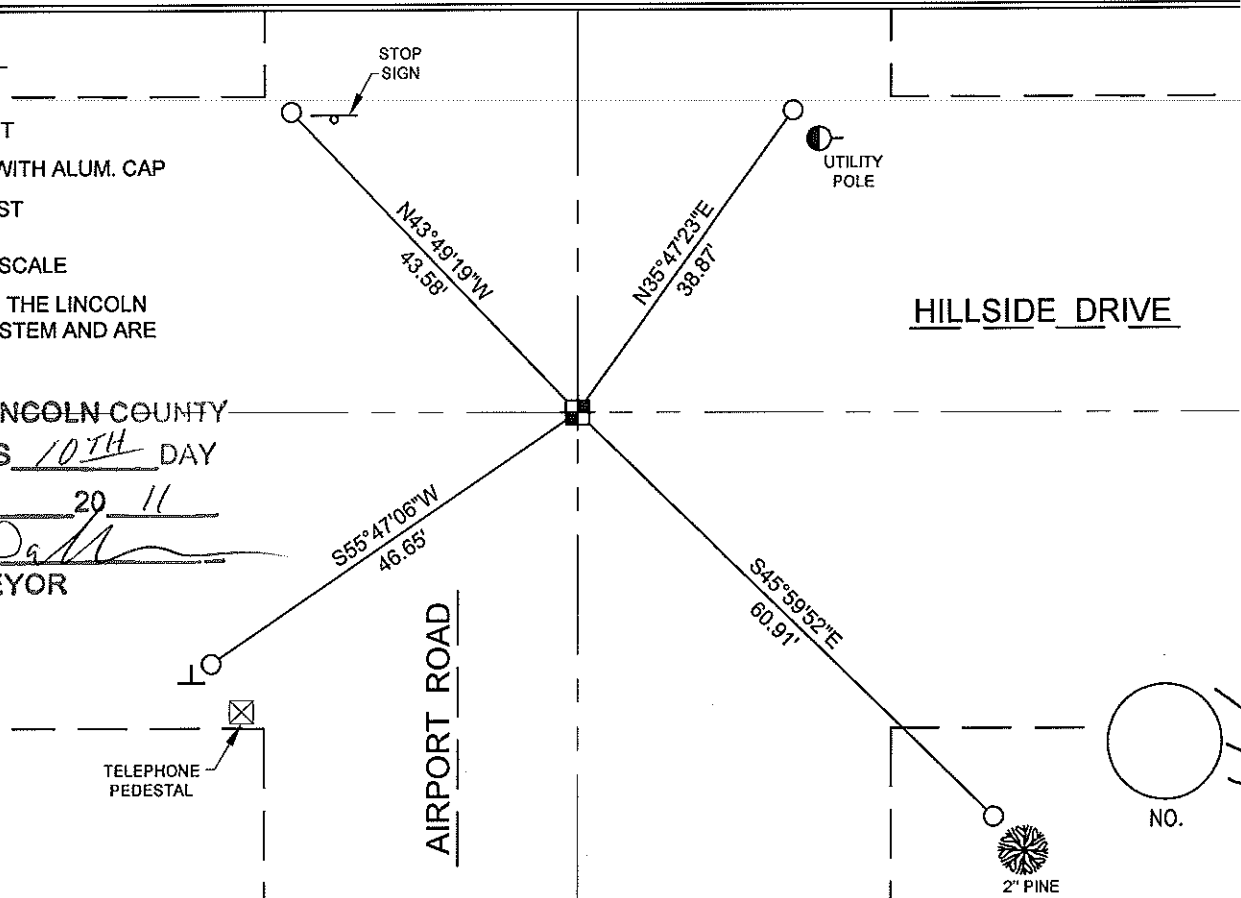 STOP
SIGN
T
WITH ALUM. CAP
ST
SCALE
THE LINCOLN
STEM AND ARE
UTILITY
POLE
N43°49'19"W
43.58'
N35°47'23"E
38.87'
HILLSIDE DRIVE
NCOLN COUNTY
S 10TH DAY
20 11
EYOR
S55°47'06"W
46.65'
S45°59'52"E
60.91'
AIRPORT ROAD
TELEPHONE
PEDESTAL
NO.
2" PINE